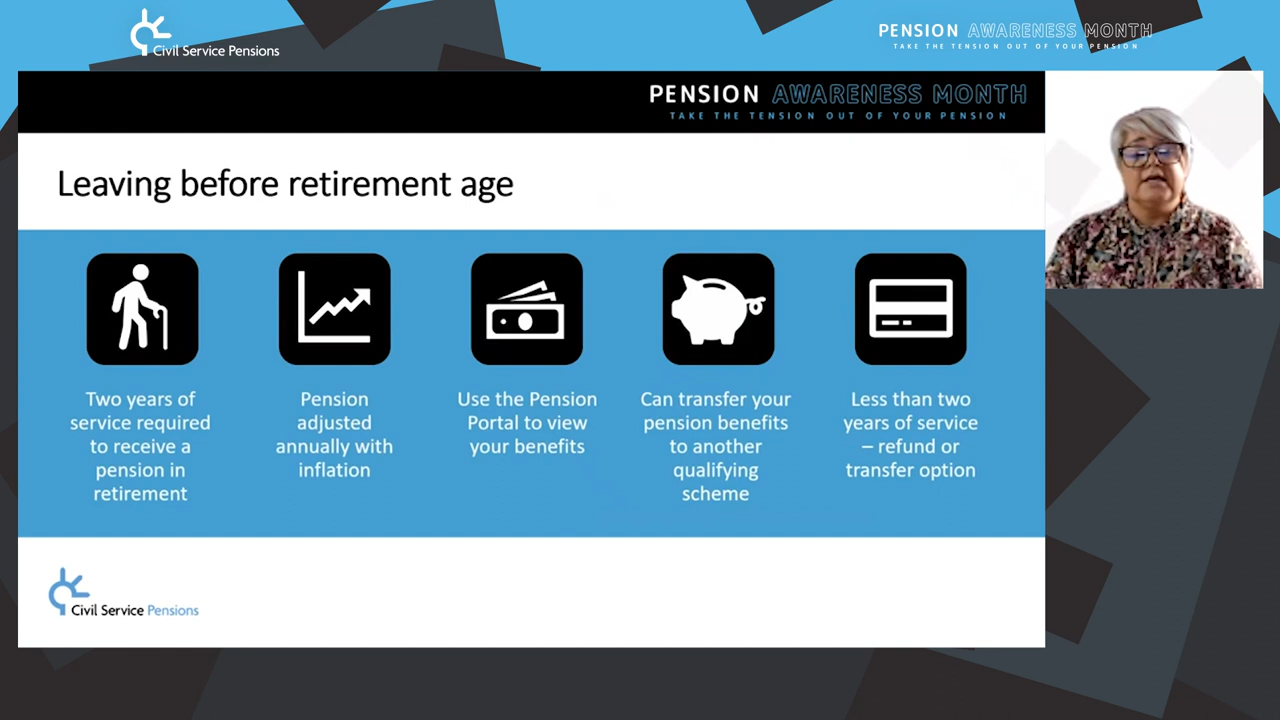 Civil Service Pensions
PENSION AWARENESS MONTH
TAKE THE TENSION OUT OF YOUR PENSION
PENSION AWARENESS MONTH
TAKE THE TENSION OUT OF YOUR PENSION
Leaving before retirement age
Two years of
service required
to receive a
pension in
retirement
Pension
adjusted
annually with
inflation
Use the Pension
Portal to view
your benefits
Can transfer your
pension benefits
to another
qualifying
scheme
Less than two
years of service
– refund or
transfer option
Civil Service Pensions